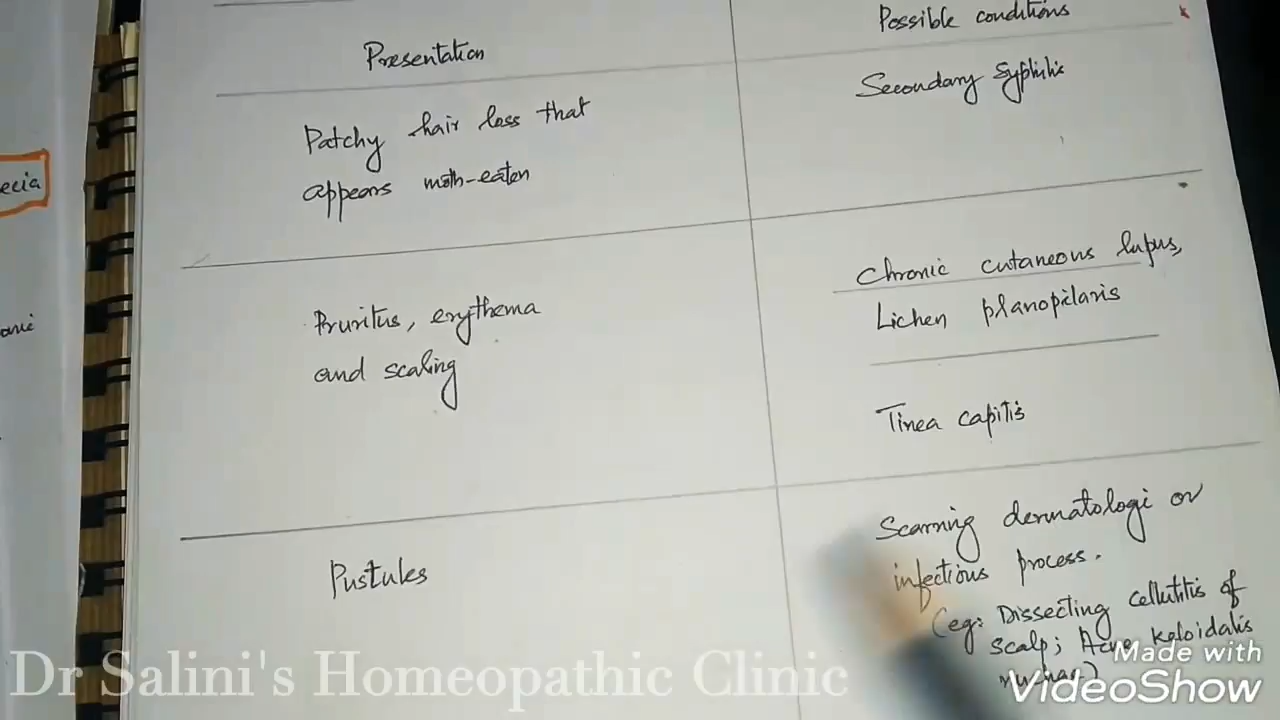 ecia
Presentation
Possible conditions
Patchy hair loss that
appears moth-eaten
Secondary Syphilis
Pruritus, erythema
and scaling
Chronic cutaneous lupus,
Lichen planopilaris
Tinea capitis
Pustules
Scarring dermatologi or
infectious process.
(eg: Dissecting cellulitis of
scalp; Acne keloidalis
Dr Salini's Homeopathic Clinic
Made with
VideoShow